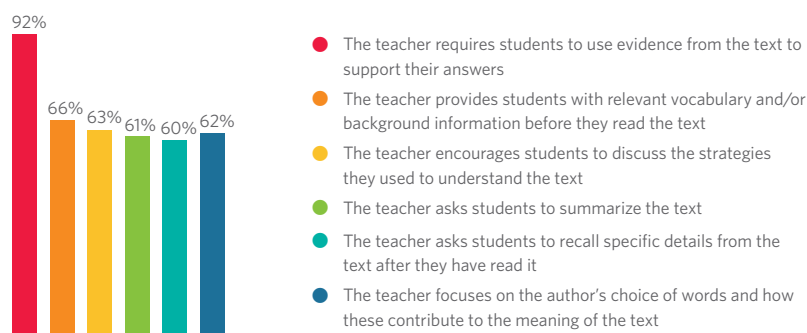 92%
66%
63%
61%
60%
62%
The teacher requires students to use evidence from the text to
support their answers
The teacher provides students with relevant vocabulary and/or
background information before they read the text
The teacher encourages students to discuss the strategies
they used to understand the text
The teacher asks students to summarize the text
The teacher asks students to recall specific details from the
text after they have read it
The teacher focuses on the author’s choice of words and how
these contribute to the meaning of the text